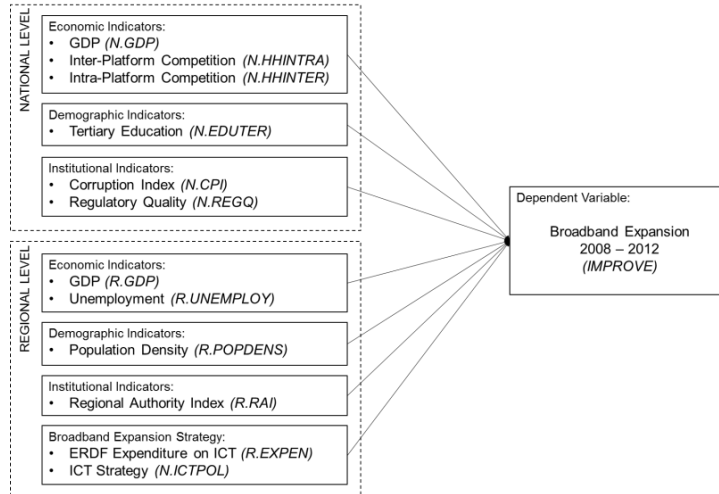 NATIONAL LEVEL
Economic Indicators:
• GDP (N.GDP)
• Inter-Platform Competition (N.HHINTRA)
• Intra-Platform Competition (N.HHINTER)
Demographic Indicators:
• Tertiary Education (N.EDUTER)
Institutional Indicators:
• Corruption Index (N.CPI)
• Regulatory Quality (N.REGQ)
REGIONAL LEVEL
Economic Indicators:
• GDP (R.GDP)
• Unemployment (R.UNEMPLOY)
Demographic Indicators:
• Population Density (R.POPDENS)
Institutional Indicators:
• Regional Authority Index (R.RAI)
Broadband Expansion Strategy:
• ERDF Expenditure on ICT (R.EXPEN)
• ICT Strategy (N.ICTPOL)
Dependent Variable:
Broadband Expansion
2008 – 2012
(IMPROVE)